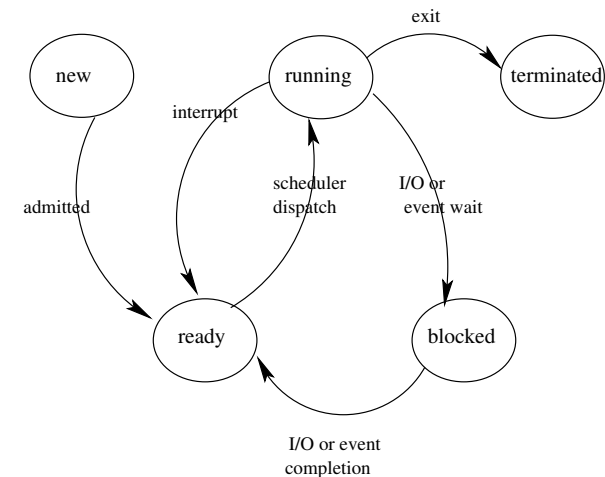 exit
new
running
terminated
interrupt
scheduler
dispatch
I/O or
event wait
admitted
ready
blocked
I/O or event
completion